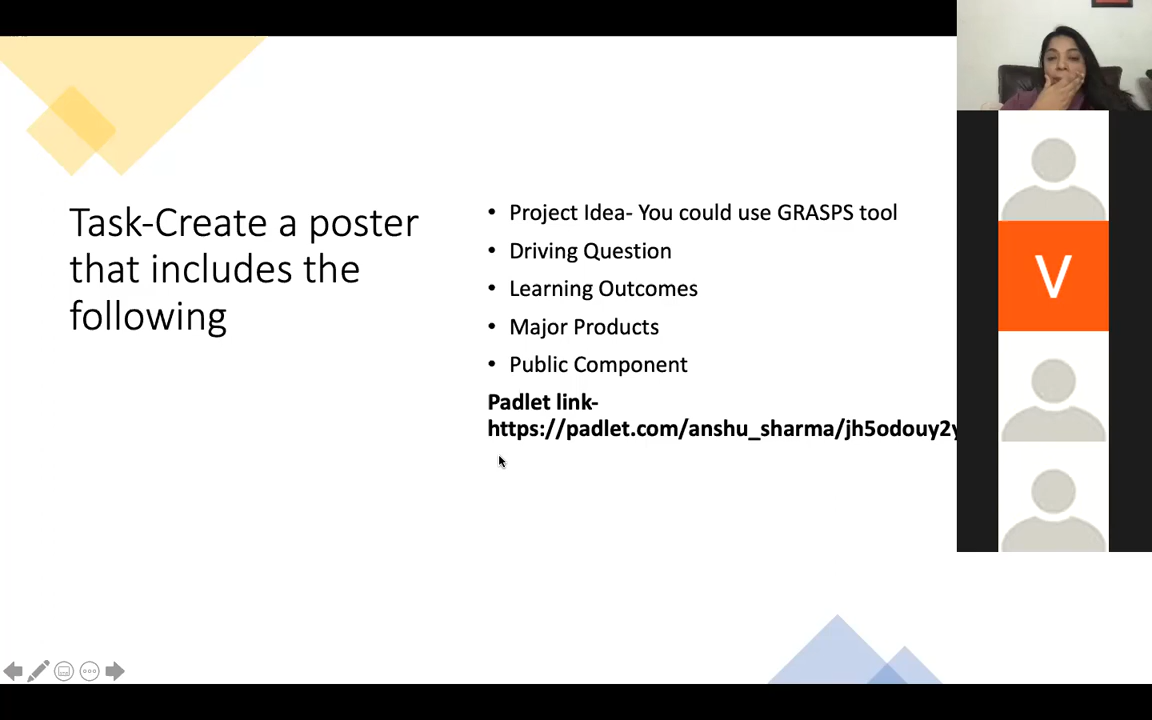 Task-Create a poster
that includes the
following
• Project Idea- You could use GRASPS tool
• Driving Question
• Learning Outcomes
• Major Products
• Public Component
Padlet link-
https://padlet.com/anshu_sharma/jh5odouy2y
V